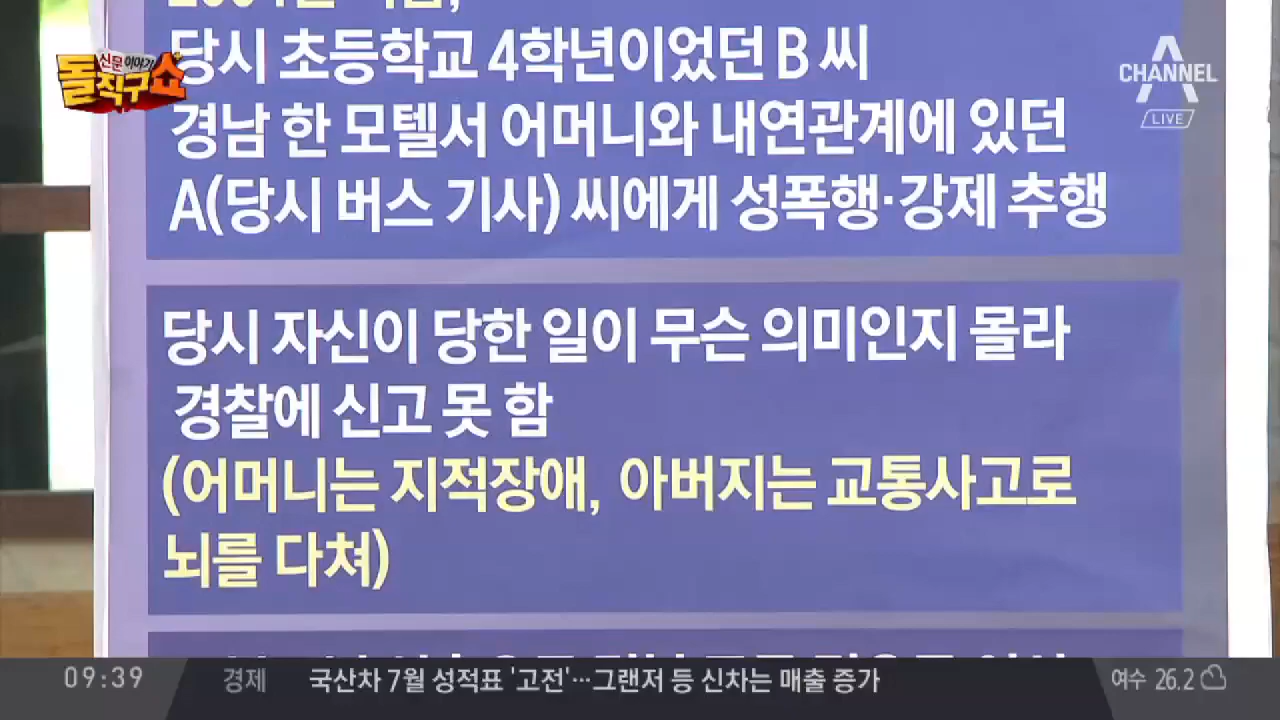 당시 초등학교 4학년이었던 B 씨
경남 한 모텔서 어머니와 내연관계에 있던
A(당시 버스 기사) 씨에게 성폭행·강제 추행
당시 자신이 당한 일이 무슨 의미인지 몰라
경찰에 신고 못 함
(어머니는 지적장애, 아버지는 교통사고로
뇌를 다쳐)
신문이야기
돌직구쇼
CHANNEL A
LIVE
09:39 경제 국산차 7월 성적표 '고전'…그랜저 등 신차는 매출 증가 여수 26.2